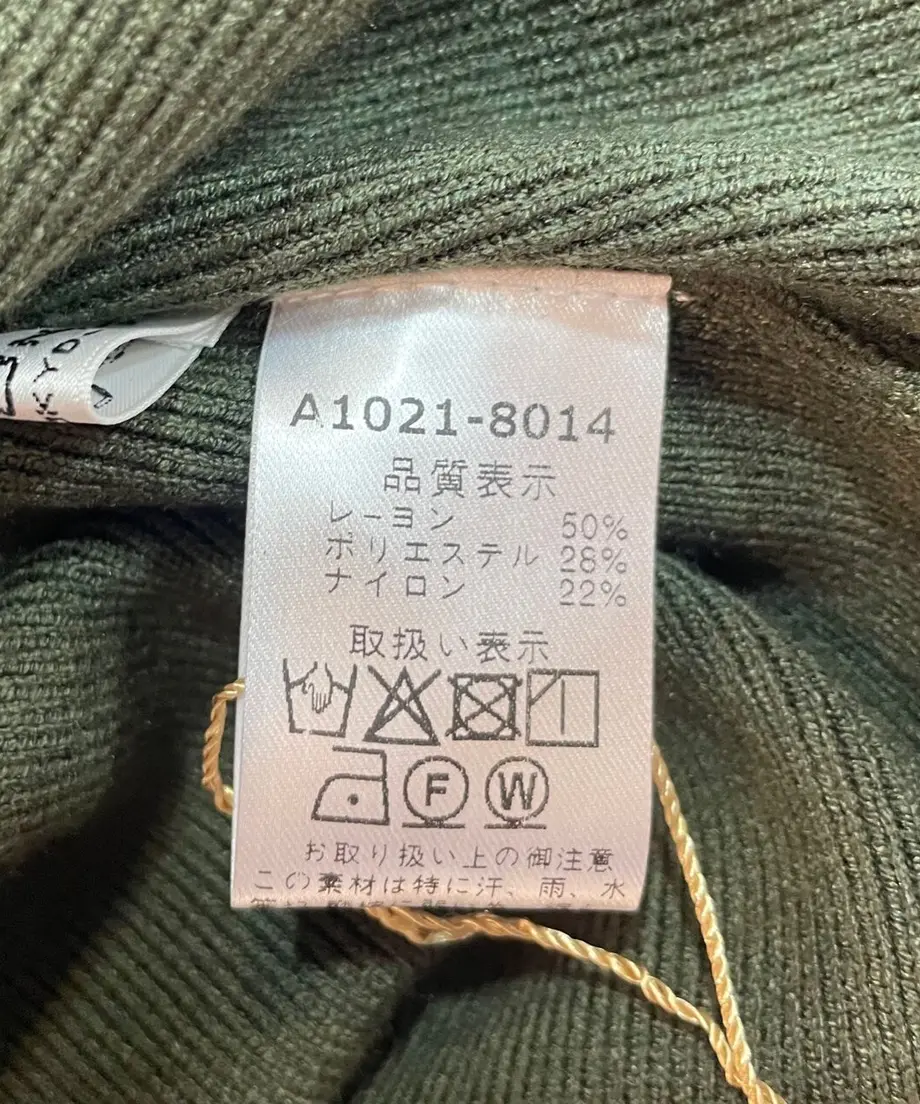 A1021-8014
品質表示
レーヨン 50%
ポリエステル 28%
ナイロン 22%
取扱い表示
F W
お取り扱い上の御注意
この素材は特に汗、雨、水